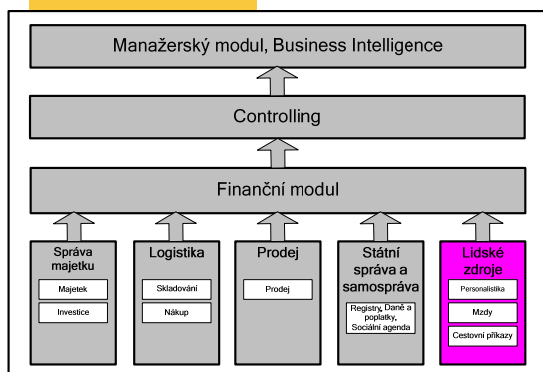 Manažerský modul, Business Intelligence
Controlling
Finanční modul
Správa
majetku
Majetek
Investice
Logistika
Skladování
Nákup
Prodej
Prodej
Státní
správa a
samospráva
Registry, Daně a
poplatky,
Sociální agenda
Lidské
zdroje
Personalistika
Mzdy
Cestovní příkazy